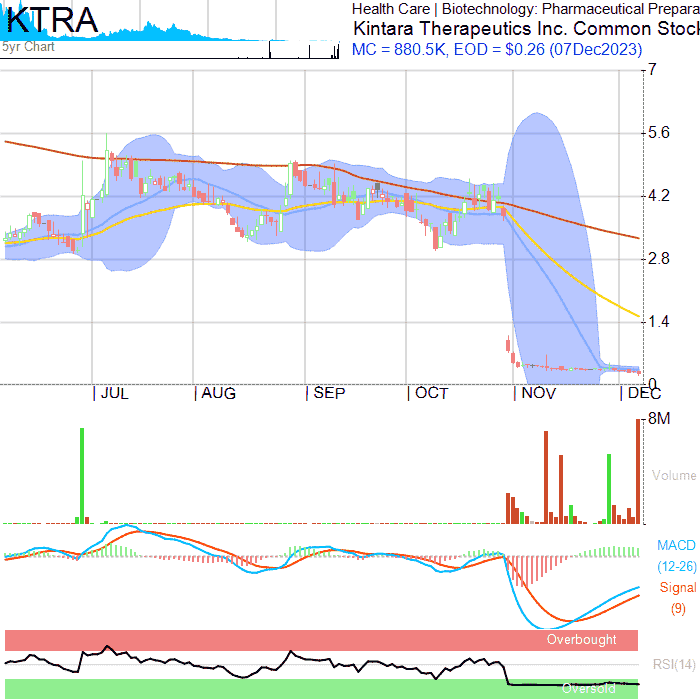 KTRA
Health Care | Biotechnology: Pharmaceutical Prepara
Kintara Therapeutics Inc. Common Stock
MC = 880.5K, EOD = $0.26 (07Dec2023)
5yr Chart
7
5.6
4.2
2.8
1.4
0
JUL AUG SEP OCT NOV DEC
8M
Volume
MACD
(12-26)
Signal
(9)
Overbought
RSI(14)
Oversold